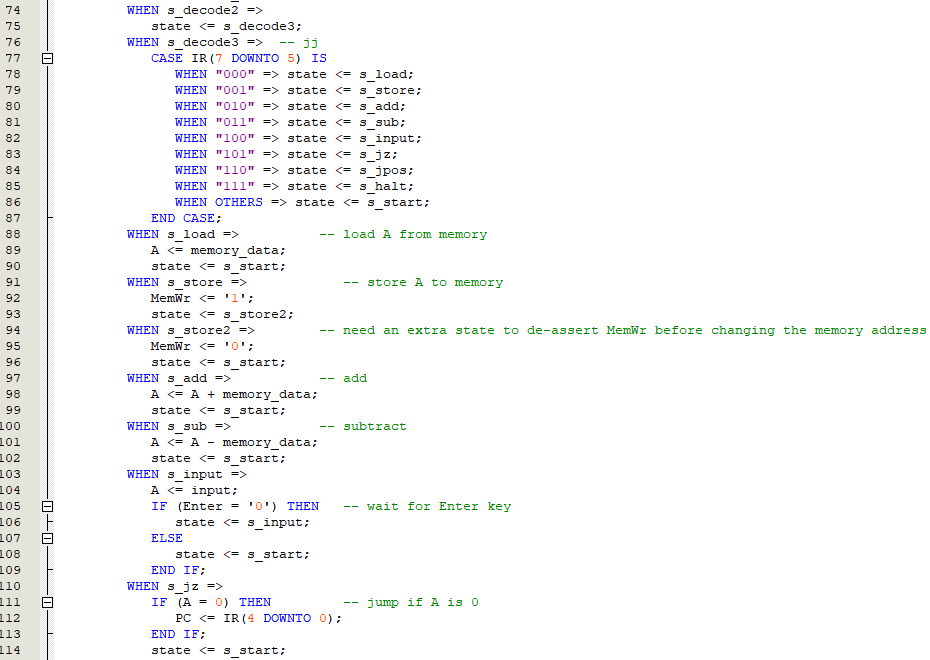 74 WHEN s_decode2 =>
75 state <= s_decode3;
76 WHEN s_decode3 => -- jj
77 CASE IR(7 DOWNTO 5) IS
78 WHEN "000" => state <= s_load;
79 WHEN "001" => state <= s_store;
80 WHEN "010" => state <= s_add;
81 WHEN "011" => state <= s_sub;
82 WHEN "100" => state <= s_input;
83 WHEN "101" => state <= s_jz;
84 WHEN "110" => state <= s_jpos;
85 WHEN "111" => state <= s_halt;
86 WHEN OTHERS => state <= s_start;
87 END CASE;
88 WHEN s_load => -- load A from memory
89 A <= memory_data;
90 state <= s_start;
91 WHEN s_store => -- store A to memory
92 MemWr <= '1';
93 state <= s_store2;
94 WHEN s_store2 => -- need an extra state to de-assert MemWr before changing the memory address
95 MemWr <= '0';
96 state <= s_start;
97 WHEN s_add => -- add
98 A <= A + memory_data;
99 state <= s_start;
100 WHEN s_sub => -- subtract
101 A <= A - memory_data;
102 state <= s_start;
103 WHEN s_input =>
104 A <= input;
105 IF (Enter = '0') THEN -- wait for Enter key
106 state <= s_input;
107 ELSE
108 state <= s_start;
109 END IF;
110 WHEN s_jz =>
111 IF (A = 0) THEN -- jump if A is 0
112 PC <= IR(4 DOWNTO 0);
113 END IF;
114 state <= s_start;